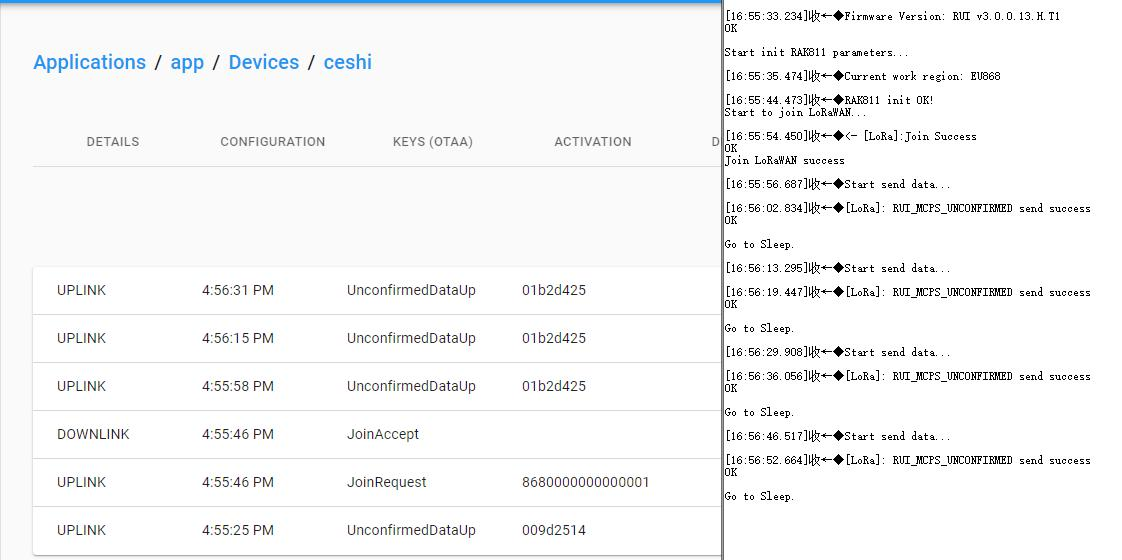 Applications / app / Devices / ceshi
DETAILS CONFIGURATION KEYS (OTAA) ACTIVATION D
UPLINK 4:56:31 PM UnconfirmedDataUp 01b2d425
UPLINK 4:56:15 PM UnconfirmedDataUp 01b2d425
UPLINK 4:55:58 PM UnconfirmedDataUp 01b2d425
DOWNLINK 4:55:46 PM JoinAccept
UPLINK 4:55:46 PM JoinRequest 8680000000000001
UPLINK 4:55:25 PM UnconfirmedDataUp 009d2514
[16:55:33.234]收←◆Firmware Version: RUI v3.0.0.13.H.T1
OK
Start init RAK811 parameters...
[16:55:35.474]收←◆Current work region: EU868
[16:55:44.473]收←◆RAK811 init OK!
Start to join LoRaWAN...
[16:55:54.450]收←◆<- [LoRa]:Join Success
OK
Join LoRaWAN success
[16:55:56.687]收←◆Start send data...
[16:56:02.834]收←◆[LoRa]: RUI_MCPS_UNCONFIRMED send success
OK
Go to Sleep.
[16:56:13.295]收←◆Start send data...
[16:56:19.447]收←◆[LoRa]: RUI_MCPS_UNCONFIRMED send success
OK
Go to Sleep.
[16:56:29.908]收←◆Start send data...
[16:56:36.056]收←◆[LoRa]: RUI_MCPS_UNCONFIRMED send success
OK
Go to Sleep.
[16:56:46.517]收←◆Start send data...
[16:56:52.664]收←◆[LoRa]: RUI_MCPS_UNCONFIRMED send success
OK
Go to Sleep.